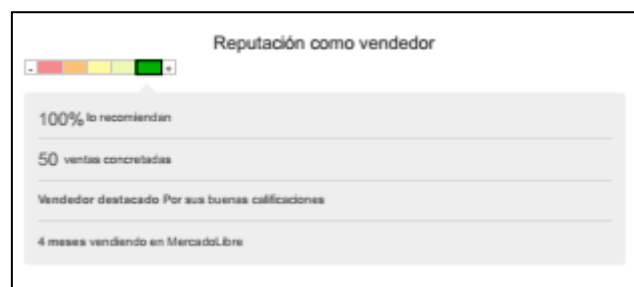 Reputación como vendedor
- +
100% lo recomiendan
50 ventas concretadas
Vendedor destacado Por sus buenas calificaciones
4 meses vendiendo en MercadoLibre